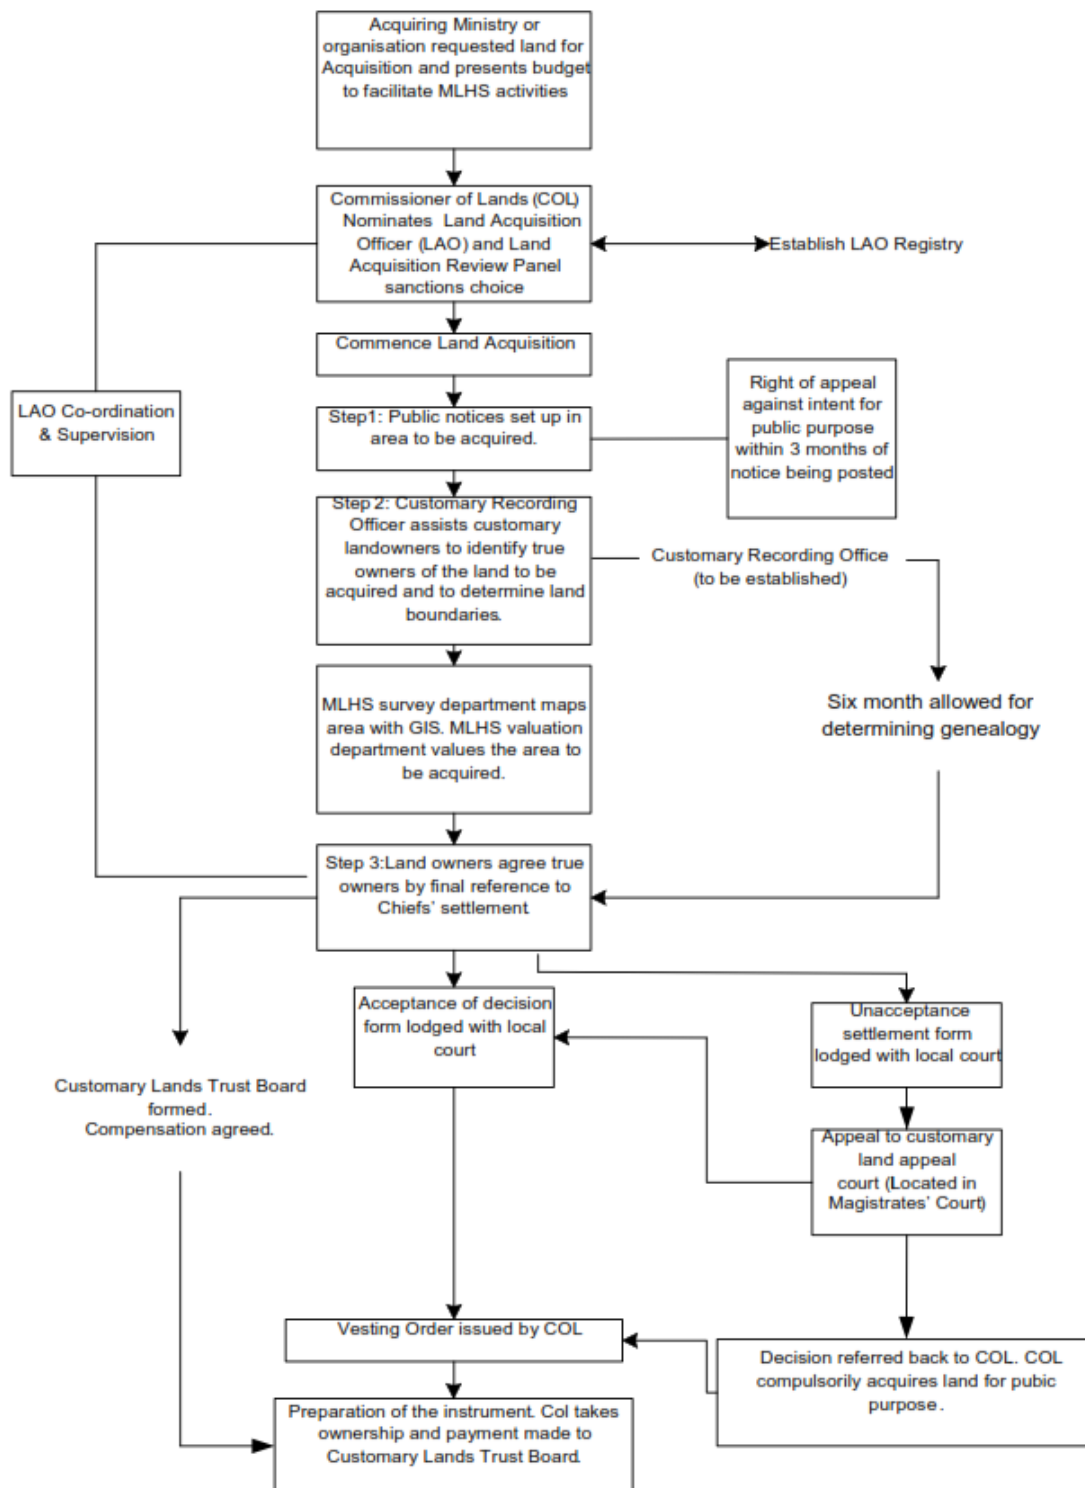 Acquiring Ministry or
organisation requested land for
Acquisition and presents budget
to facilitate MLHS activities
Commissioner of Lands (COL)
Nominates Land Acquisition
Officer (LAO) and Land
Acquisition Review Panel
sanctions choice
Establish LAO Registry
Commence Land Acquisition
LAO Co-ordination
& Supervision
Step1: Public notices set up in
area to be acquired.
Right of appeal
against intent for
public purpose
within 3 months of
notice being posted
Step 2: Customary Recording
Officer assists customary
landowners to identify true
owners of the land to be
acquired and to determine land
boundaries.
Customary Recording Office
(to be established)
MLHS survey department maps
area with GIS. MLHS valuation
department values the area to
be acquired.
Six month allowed for
determining genealogy
Step 3:Land owners agree true
owners by final reference to
Chiefs' settlement.
Acceptance of decision
form lodged with local
court
Unacceptance
settlement form
lodged with local court
Customary Lands Trust Board
formed.
Compensation agreed.
Appeal to customary
land appeal
court (Located in
Magistrates' Court)
Vesting Order issued by COL
Decision referred back to COL. COL
compulsorily acquires land for pubic
purpose.
Preparation of the instrument. Col takes
ownership and payment made to
Customary Lands Trust Board.